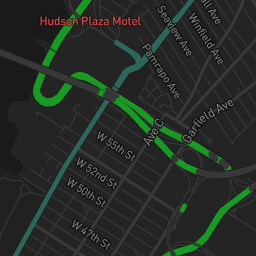 Hudson Plaza Motel
Seaview Ave
Winfield Ave
Pamrapo Ave
Garfield Ave
Ave C
W 55th St
W 52nd St
W 50th St
W 47th St